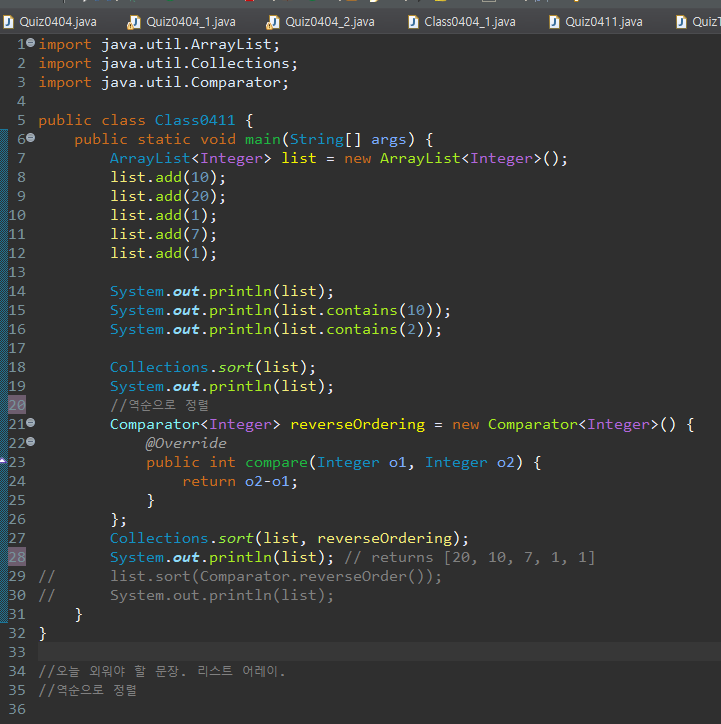 Quiz0404.java Quiz0404_1.java Quiz0404_2.java Class0404_1.java Quiz0411.java
1 import java.util.ArrayList;
2 import java.util.Collections;
3 import java.util.Comparator;
4
5 public class Class0411 {
6     public static void main(String[] args) {
7         ArrayList<Integer> list = new ArrayList<Integer>();
8         list.add(10);
9         list.add(20);
10         list.add(1);
11         list.add(7);
12         list.add(1);
13
14         System.out.println(list);
15         System.out.println(list.contains(10));
16         System.out.println(list.contains(2));
17
18         Collections.sort(list);
19         System.out.println(list);
20         //역순으로 정렬
21         Comparator<Integer> reverseOrdering = new Comparator<Integer>() {
22             @Override
23             public int compare(Integer o1, Integer o2) {
24                 return o2-o1;
25             }
26         };
27         Collections.sort(list, reverseOrdering);
28         System.out.println(list); // returns [20, 10, 7, 1, 1]
29 //      list.sort(Comparator.reverseOrder());
30 //      System.out.println(list);
31     }
32 }
33
34 //오늘 외워야 할 문장. 리스트 어레이.
35 //역순으로 정렬
36